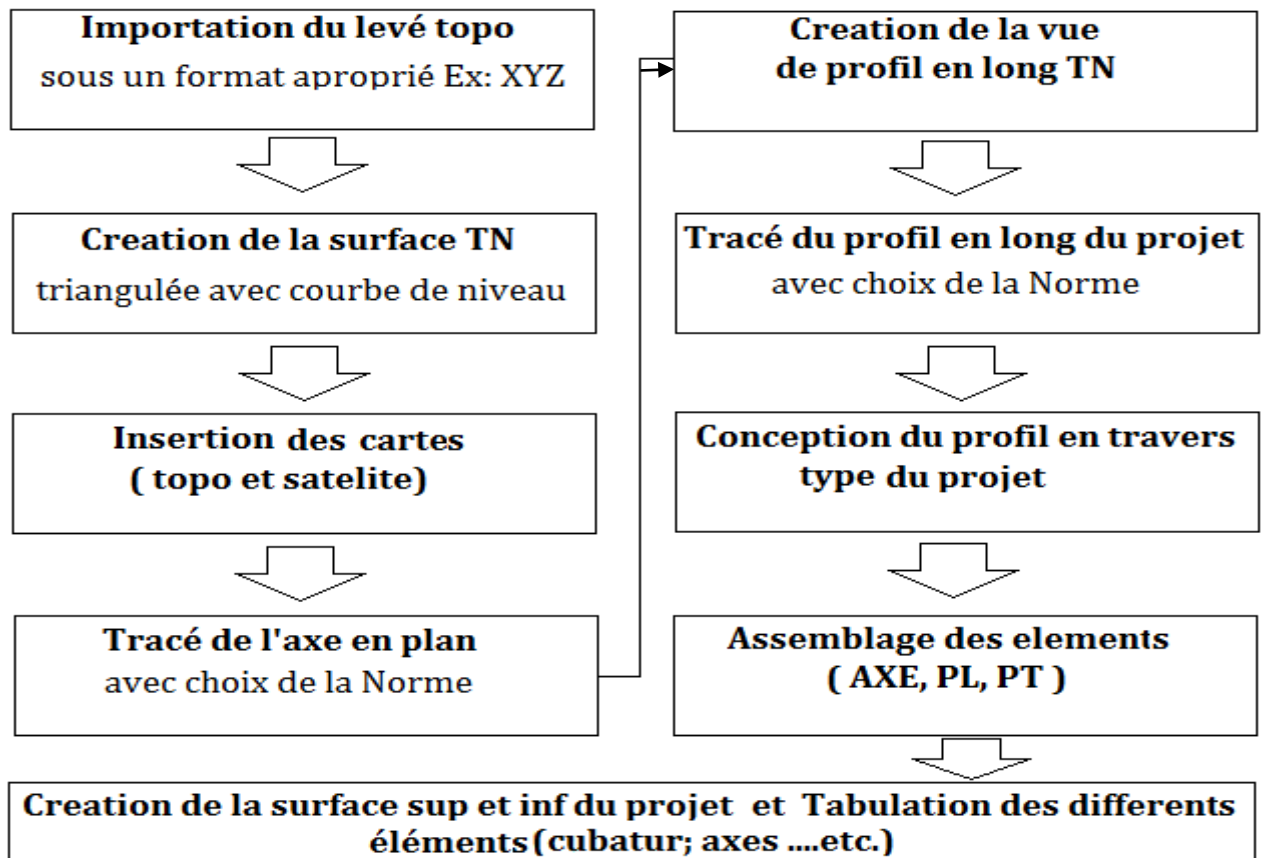 Importation du levé topo
sous un format aproprié Ex: XYZ
Creation de la surface TN
triangulée avec courbe de niveau
Insertion des cartes
( topo et satelite)
Tracé de l'axe en plan
avec choix de la Norme
Creation de la vue
de profil en long TN
Tracé du profil en long du projet
avec choix de la Norme
Conception du profil en travers
type du projet
Assemblage des elements
( AXE, PL, PT )
Creation de la surface sup et inf du projet et Tabulation des differents
éléments(cubatur; axes ....etc.)